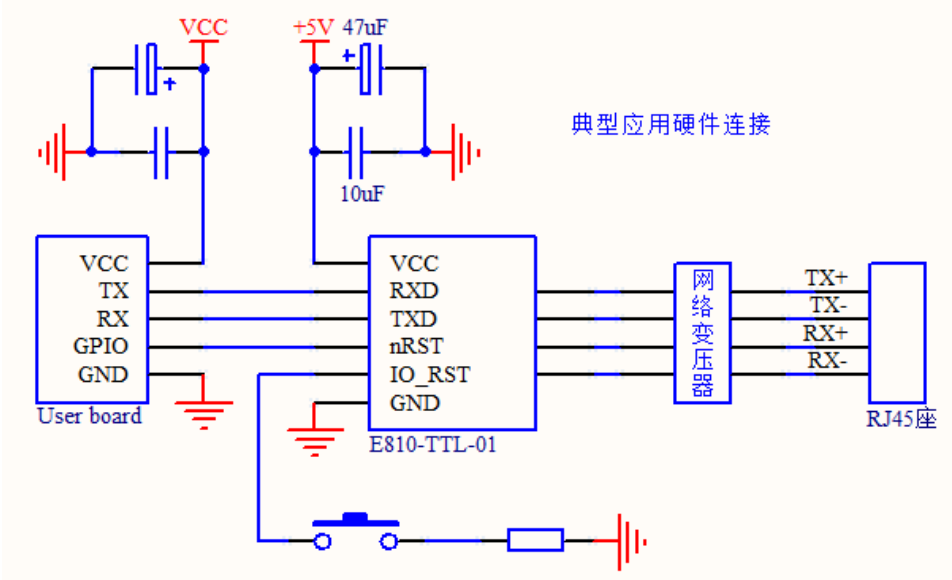 VCC
+5V
47uF
典型应用硬件连接
10uF
VCC
TX
RX
GPIO
GND
User board
VCC
RXD
TXD
nRST
IO_RST
GND
E810-TTL-01
网络变压器
TX+
TX-
RX+
RX-
RJ45座